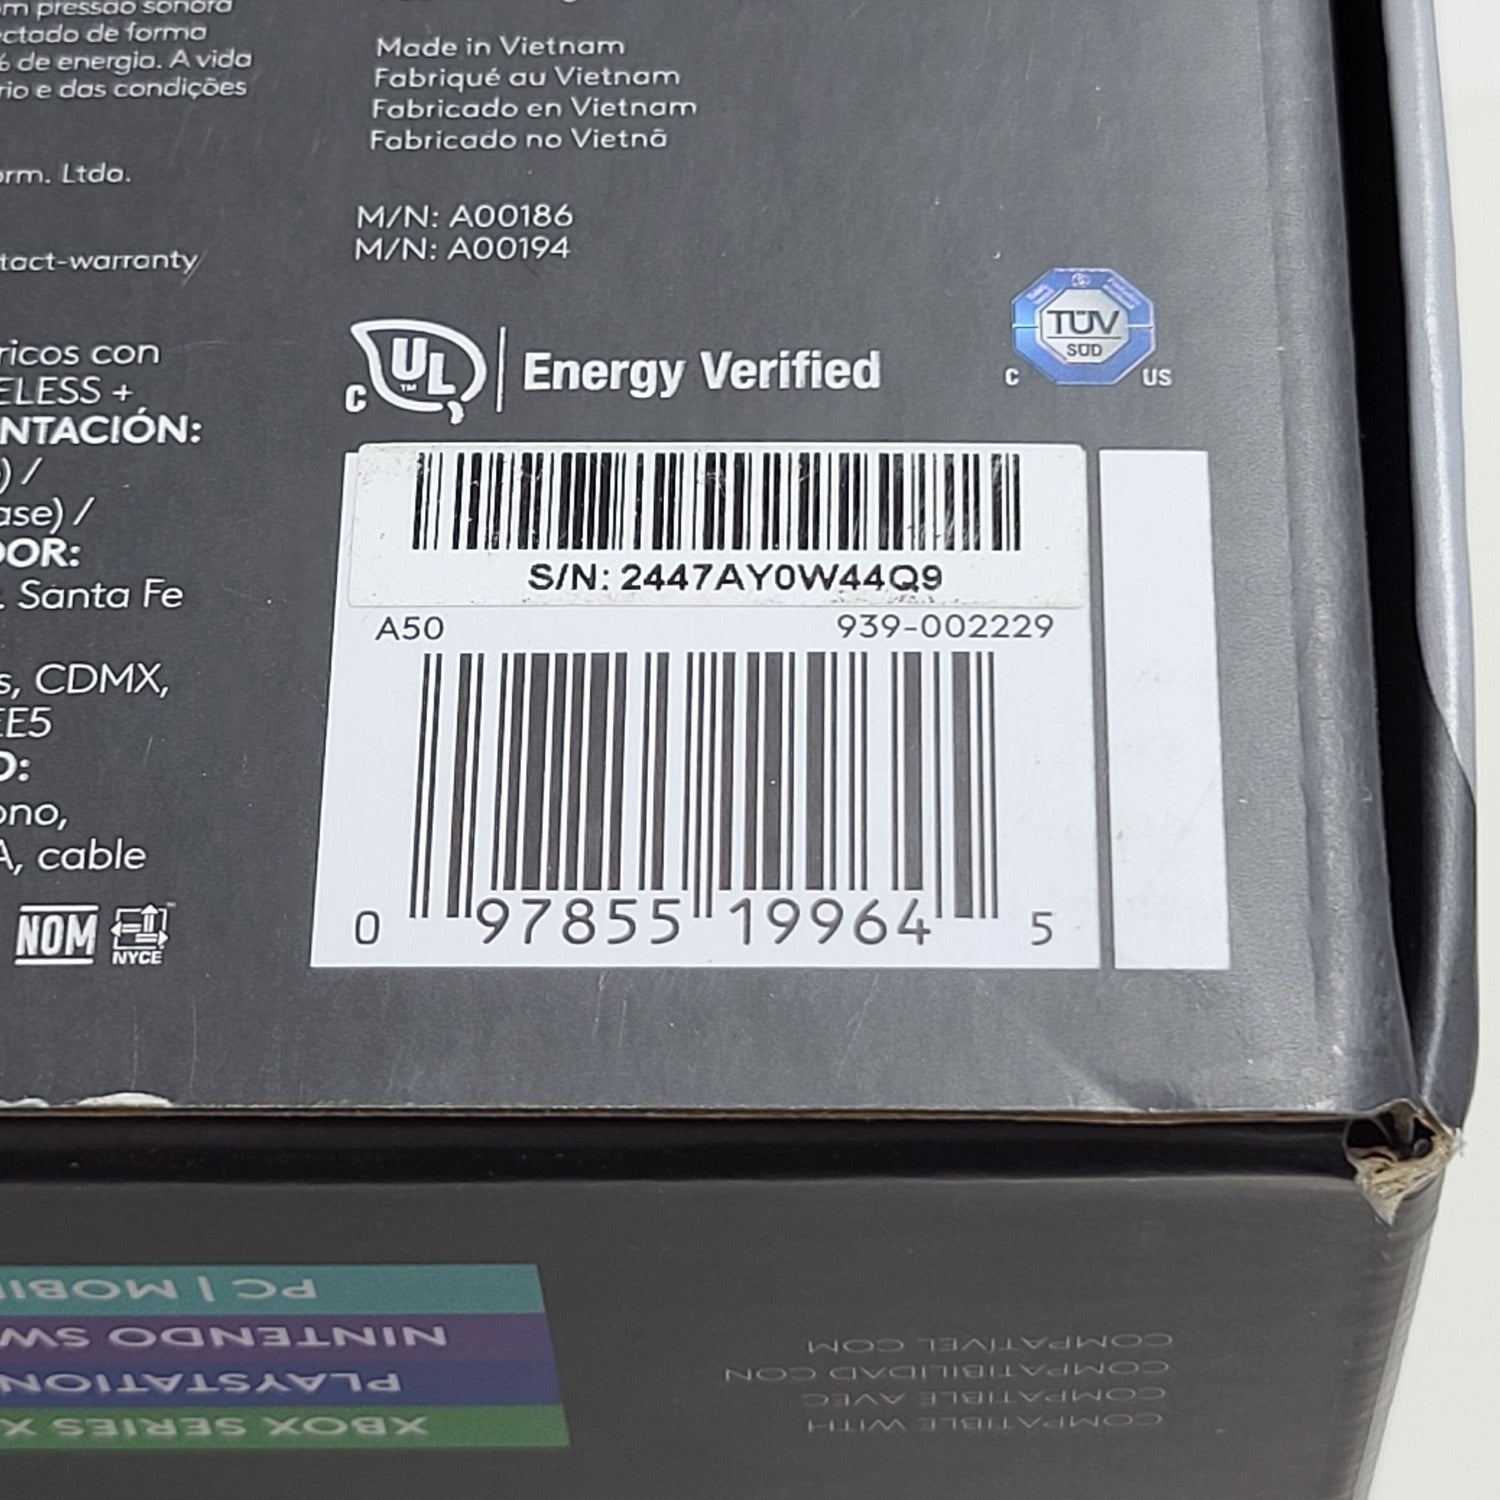 m pressão sonora
ctado de forma
% de energia. A vida
rio e das condições
orm. Ltda.
tact-warranty
ricos con
ELESS +
NTACIÓN:
) /
ase) /
DOR:
. Santa Fe
s, CDMX,
EE5
O:
ono,
A, cable
NOM
NYCE
Made in Vietnam
Fabriqué au Vietnam
Fabricado en Vietnam
Fabricado no Vietnã
M/N: A00186
M/N: A00194
C UL ™ Energy Verified
TÜV
SÜD
C US
S/N: 2447AY0W44Q9
A50 939-002229
0 97855 19964 5
PC | MOBI
NINTENDO SW
PLAYSTATION
XBOX SERIES X
COMPATÍVEL COM
COMPATIBILIDAD CON
COMPATIBLE AVEC
COMPATIBLE WITH